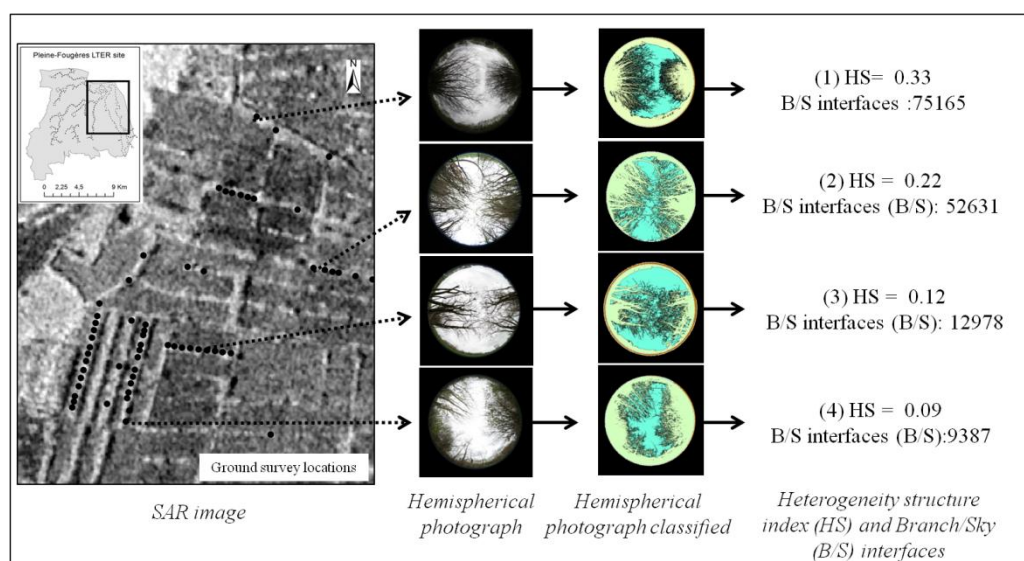 Pleine-Fougères LTER site
N
0 2,25 4,5 9 Km
Ground survey locations
SAR image
Hemispherical
photograph
Hemispherical
photograph classified
(1) HS= 0.33
B/S interfaces :75165
(2) HS = 0.22
B/S interfaces (B/S): 52631
(3) HS = 0.12
B/S interfaces (B/S): 12978
(4) HS = 0.09
B/S interfaces (B/S):9387
Heterogeneity structure
index (HS) and Branch/Sky
(B/S) interfaces